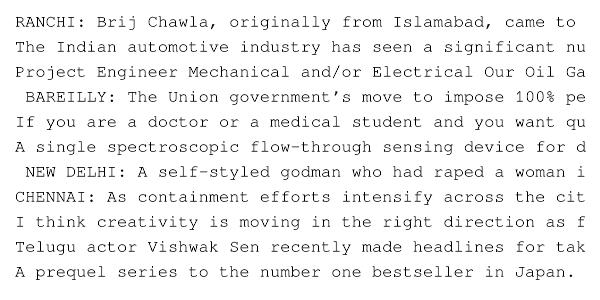 RANCHI: Brij Chawla, originally from Islamabad, came to
The Indian automotive industry has seen a significant nu
Project Engineer Mechanical and/or Electrical Our Oil Ga
BAREILLY: The Union government's move to impose 100% pe
If you are a doctor or a medical student and you want qu
A single spectroscopic flow-through sensing device for d
NEW DELHI: A self-styled godman who had raped a woman i
CHENNAI: As containment efforts intensify across the cit
I think creativity is moving in the right direction as f
Telugu actor Vishwak Sen recently made headlines for tak
A prequel series to the number one bestseller in Japan.